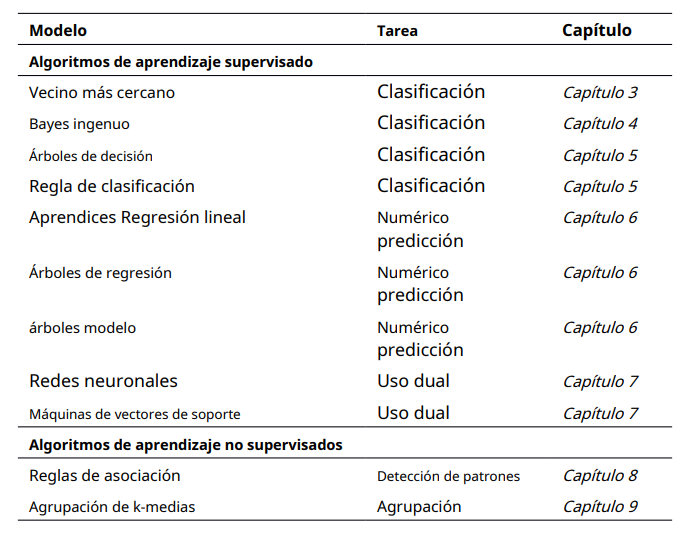 Modelo Tarea Capítulo
Algoritmos de aprendizaje supervisado
Vecino más cercano Clasificación Capítulo 3
Bayes ingenuo Clasificación Capítulo 4
Árboles de decisión Clasificación Capítulo 5
Regla de clasificación Clasificación Capítulo 5
Aprendices Regresión lineal Numérico Capítulo 6
predicción
Árboles de regresión Numérico Capítulo 6
predicción
árboles modelo Numérico Capítulo 6
predicción
Redes neuronales Uso dual Capítulo 7
Máquinas de vectores de soporte Uso dual Capítulo 7
Algoritmos de aprendizaje no supervisados
Reglas de asociación Detección de patrones Capítulo 8
Agrupación de k-medias Agrupación Capítulo 9